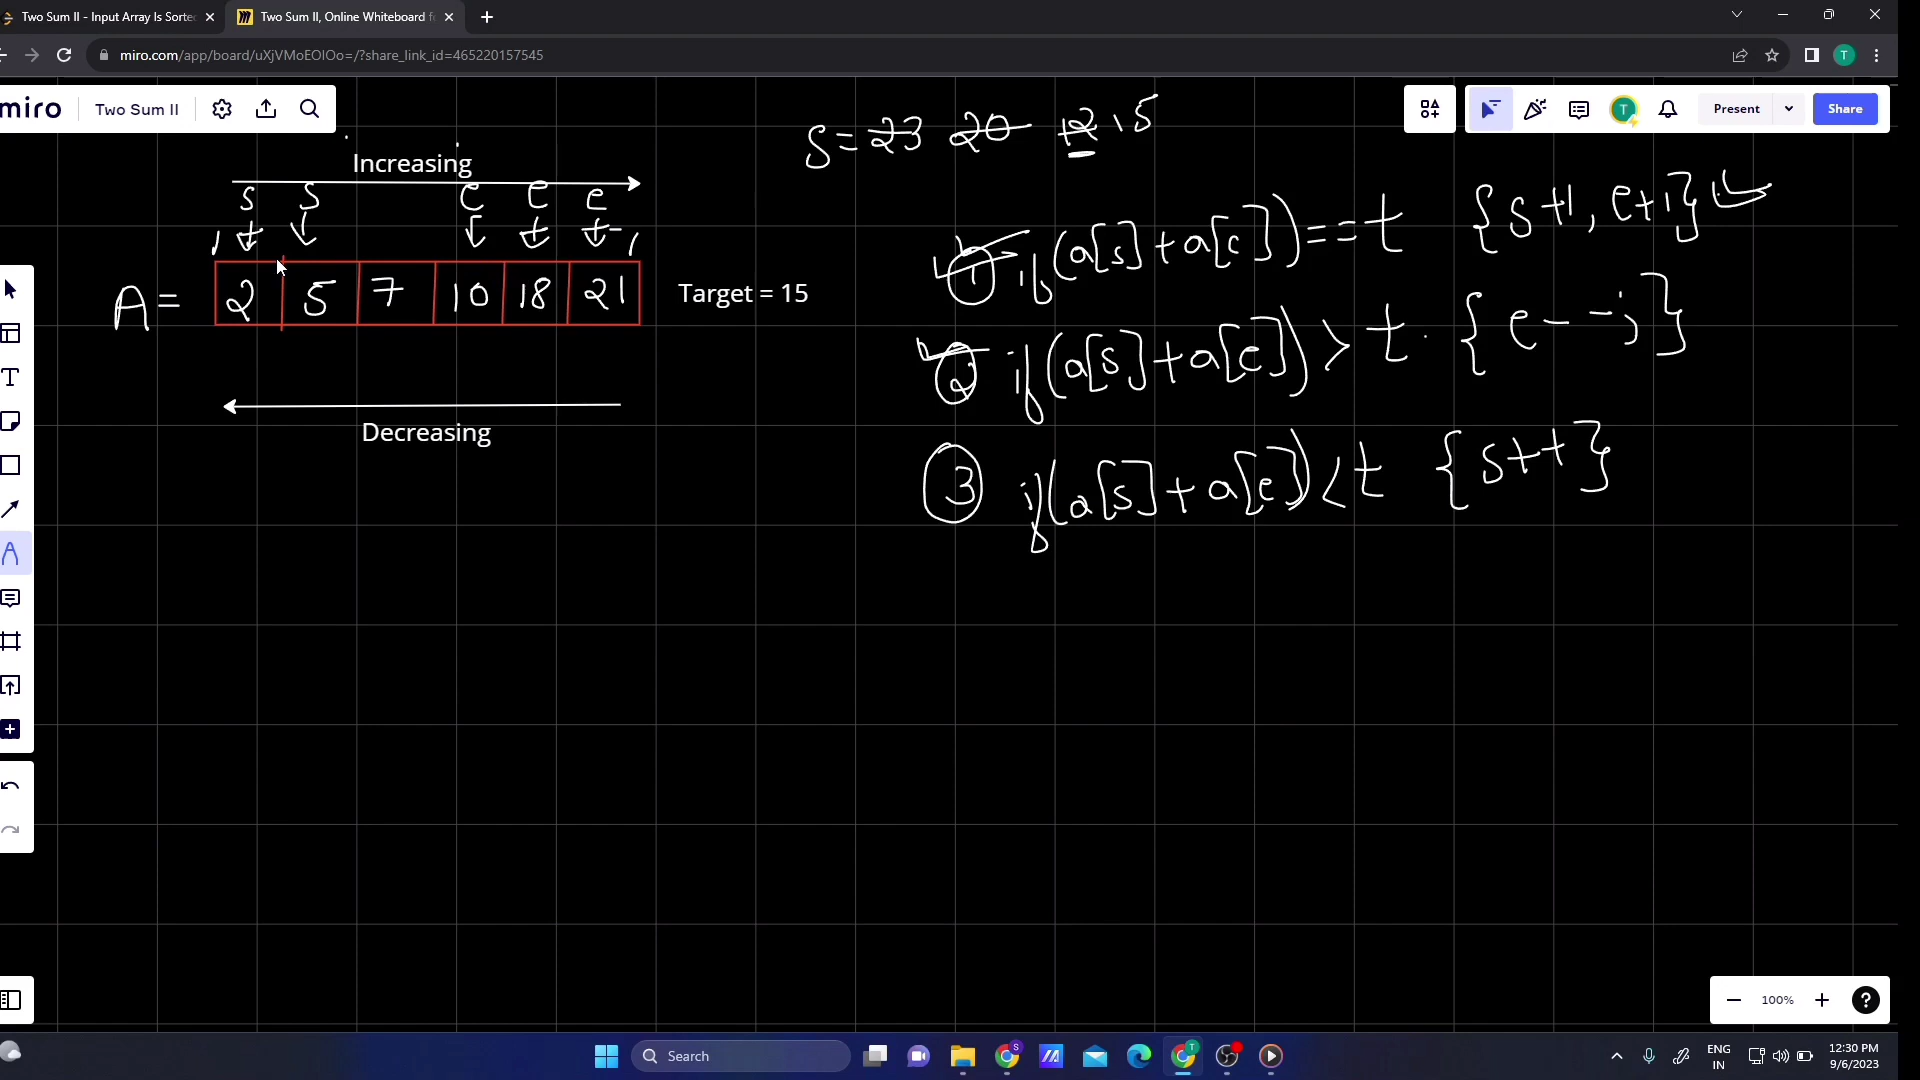 Two Sum II - Input Array Is Sorte
Two Sum II, Online Whiteboard f
miro.com/app/board/uXjVMoEOlOo=/?share_link_id=465220157545
miro Two Sum II
Present Share
S = 23 20 12 15
Increasing
s s e e e
A = 2 5 7 10 18 21 Target = 15
Decreasing
1 if(a[s]+a[e])==t {s+1, e+1}
2 if(a[s]+a[e])>t. {e--;}
3 if(a[s]+a[e])<t {s++}
100%
Search
ENG
IN
12:30 PM
9/6/2023